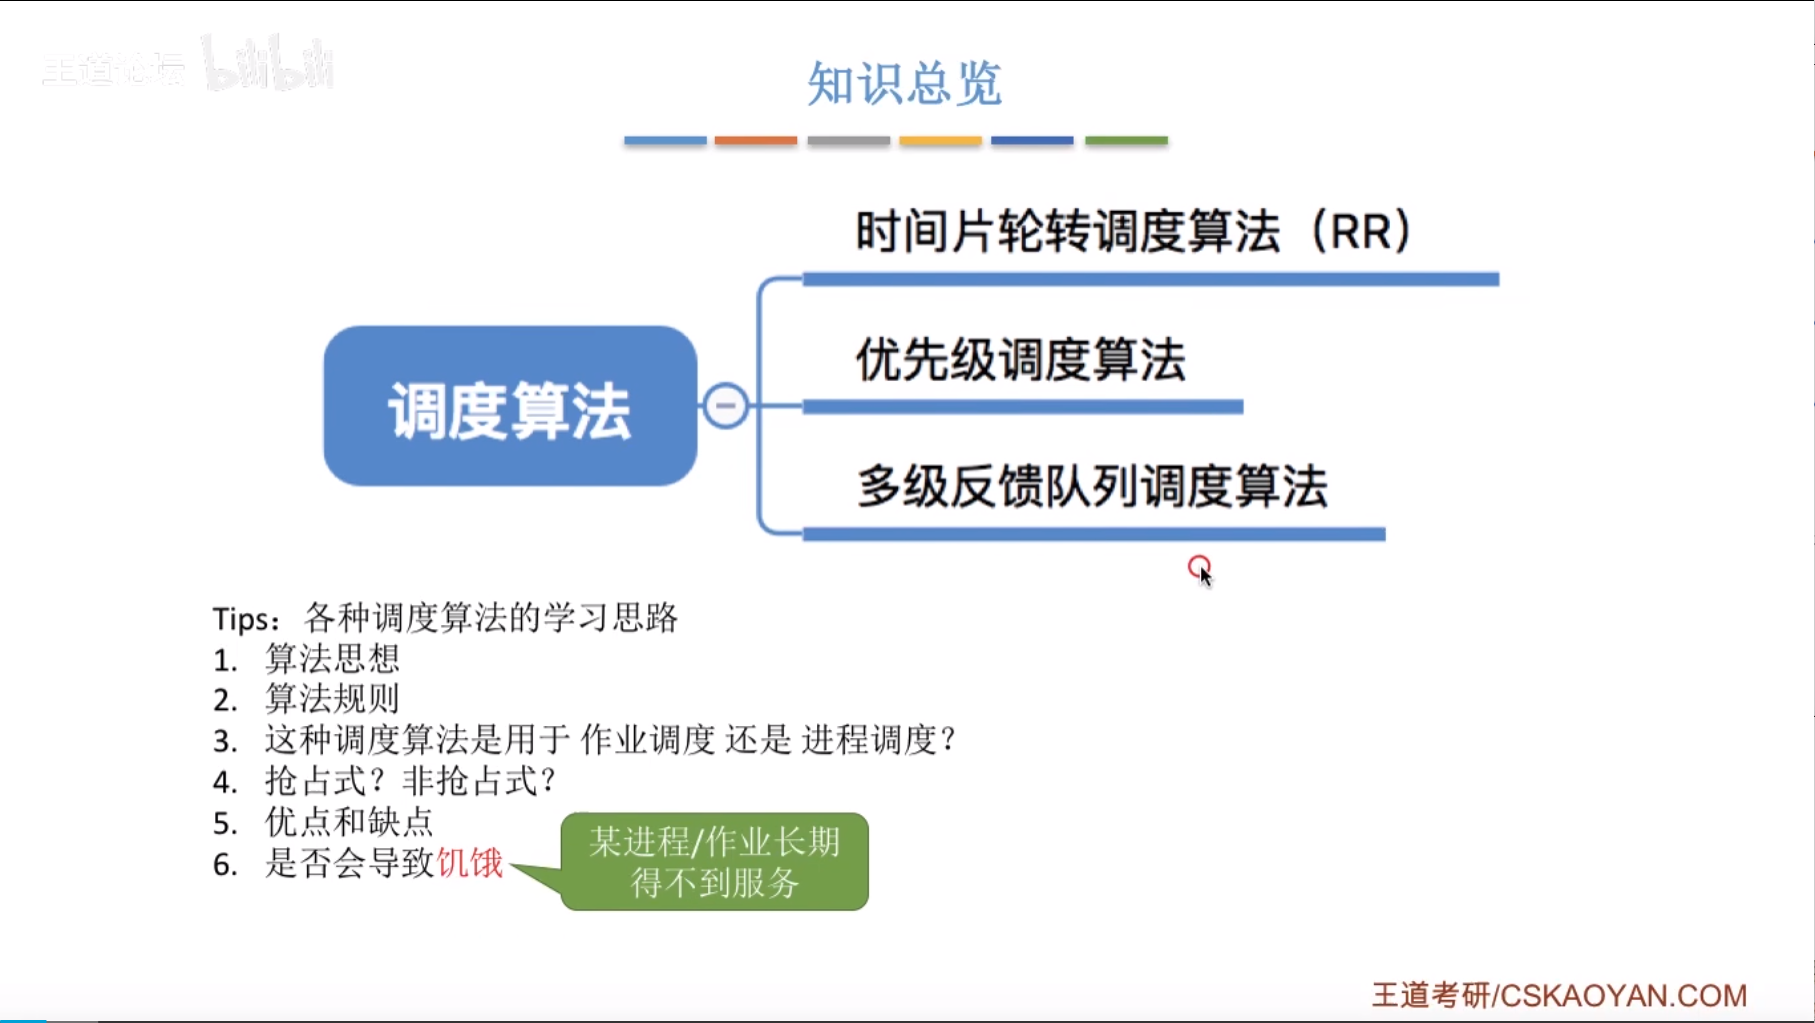 王道论坛 bilibili
知识总览
时间片轮转调度算法（RR）
优先级调度算法
调度算法
多级反馈队列调度算法
Tips：各种调度算法的学习思路
1. 算法思想
2. 算法规则
3. 这种调度算法是用于 作业调度 还是 进程调度？
4. 抢占式？非抢占式？
5. 优点和缺点
6. 是否会导致饥饿
某进程/作业长期
得不到服务
王道考研/CSKAOYAN.COM